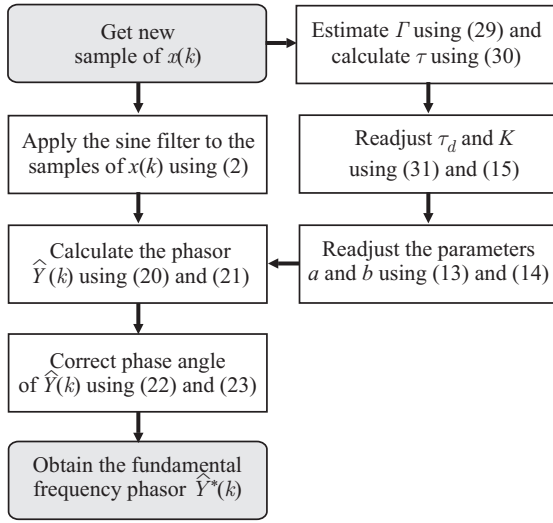 Get new
sample of x(k)
Estimate Γ using (29) and
calculate τ using (30)
Apply the sine filter to the
samples of x(k) using (2)
Readjust τ_d and K
using (31) and (15)
Calculate the phasor
Ŷ(k) using (20) and (21)
Readjust the parameters
a and b using (13) and (14)
Correct phase angle
of Ŷ(k) using (22) and (23)
Obtain the fundamental
frequency phasor Ŷ*(k)